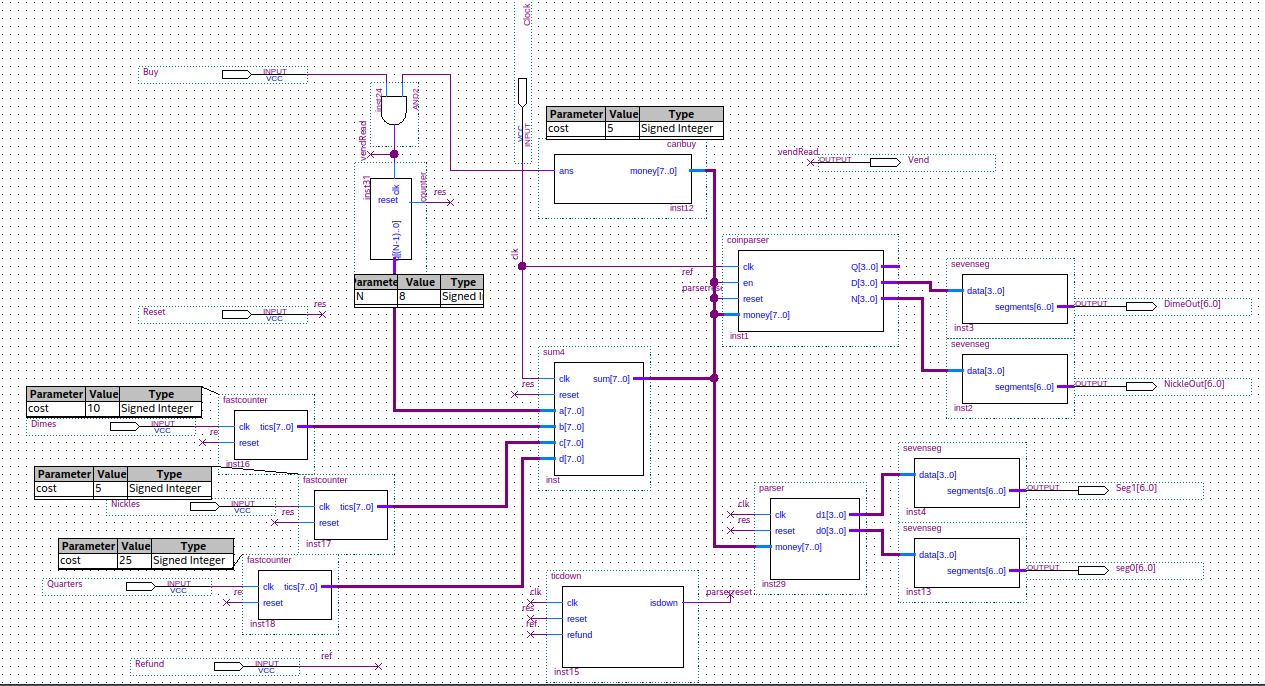 Clock
INPUT
VCC
Buy
INPUT
VCC
inst24
AND2
vendRead
Parameter Value Type
cost 5 Signed Integer
canbuy
ans money[7..0]
inst12
vendRead
OUTPUT
Vend
counter
clk
reset
q[(N-1)..0]
inst31
res
Parameter Value Type
N 8 Signed I
clk
coinparser
ref
parserreset
clk Q[3..0]
en D[3..0]
reset N[3..0]
money[7..0]
inst1
sevenseg
data[3..0]
segments[6..0]
inst3
OUTPUT
DimeOut[6..0]
sevenseg
data[3..0]
segments[6..0]
inst2
OUTPUT
NickleOut[6..0]
Reset
INPUT
VCC
res
sum4
res
clk sum[7..0]
reset
a[7..0]
b[7..0]
c[7..0]
d[7..0]
inst
Parameter Value Type
cost 10 Signed Integer
Dimes
INPUT
VCC
re
fastcounter
clk tics[7..0]
reset
inst16
Parameter Value Type
cost 5 Signed Integer
Nickles
INPUT
VCC
res
fastcounter
clk tics[7..0]
reset
inst17
Parameter Value Type
cost 25 Signed Integer
Quarters
INPUT
VCC
re
fastcounter
clk tics[7..0]
reset
inst18
sevenseg
data[3..0]
segments[6..0]
inst4
OUTPUT
Seg1[6..0]
parser
clk
res
clk d1[3..0]
reset d0[3..0]
money[7..0]
inst29
sevenseg
data[3..0]
segments[6..0]
inst13
OUTPUT
seg0[6..0]
ticdown
clk
res
ref
clk isdown
reset
refund
inst15
parserreset
Refund
INPUT
VCC
ref